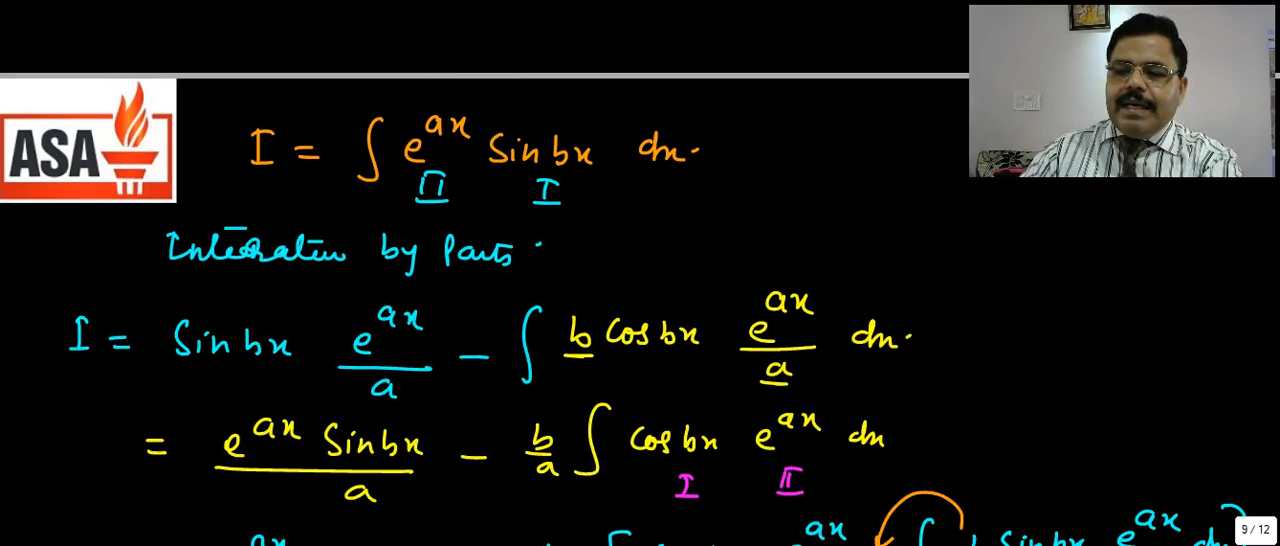 ASA
I = ∫ e^{ax} Sin bx dx.
II I
Integration by Parts.
I = Sin bx e^{ax}/a - ∫ b Cos bx e^{ax}/a dx.
= e^{ax} Sin bx/a - b/a ∫ Cos bx e^{ax} dx
I II
9 / 12